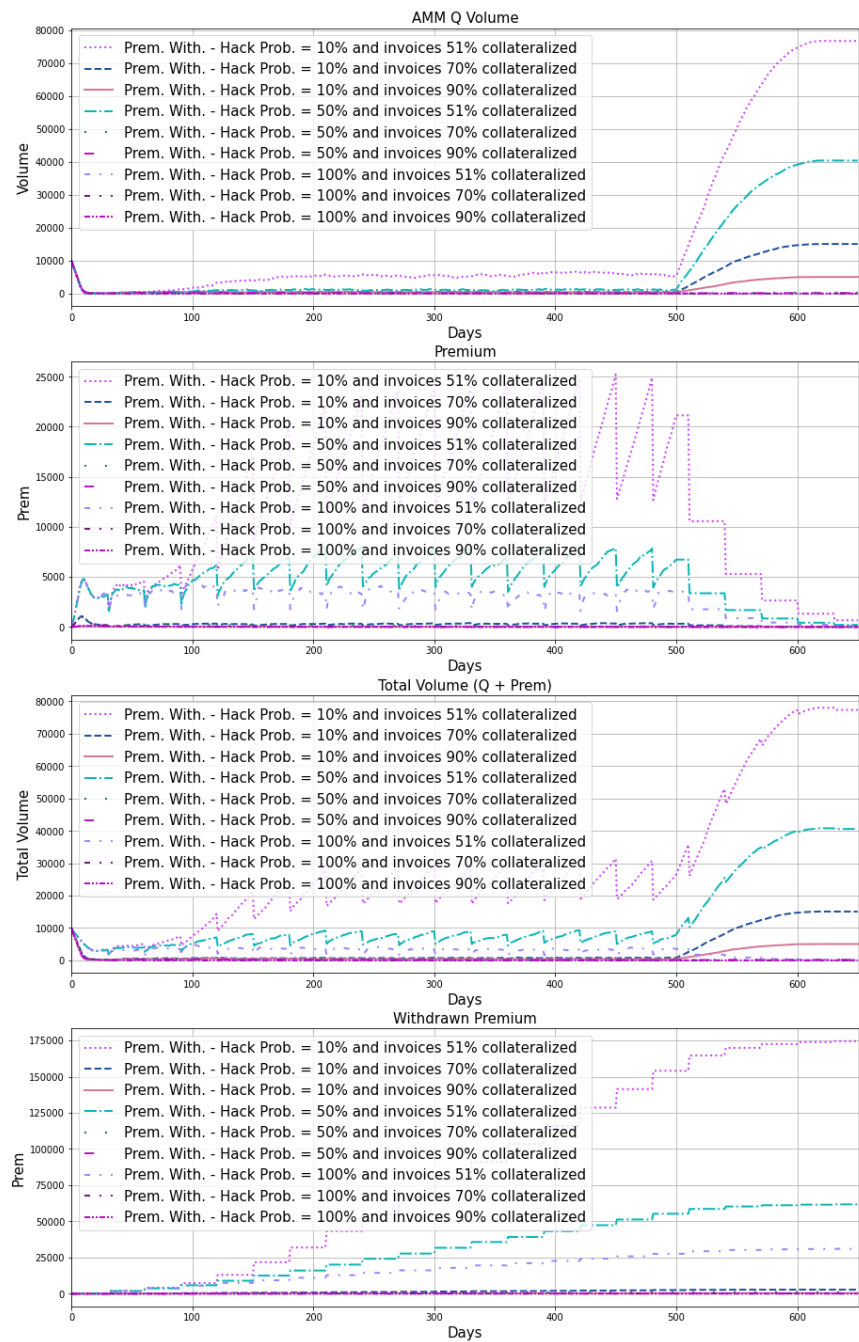 AMM Q Volume
80000
70000
60000
50000
40000
30000
20000
10000
0
Volume
Prem. With. - Hack Prob. = 10% and invoices 51% collateralized
Prem. With. - Hack Prob. = 10% and invoices 70% collateralized
Prem. With. - Hack Prob. = 10% and invoices 90% collateralized
Prem. With. - Hack Prob. = 50% and invoices 51% collateralized
Prem. With. - Hack Prob. = 50% and invoices 70% collateralized
Prem. With. - Hack Prob. = 50% and invoices 90% collateralized
Prem. With. - Hack Prob. = 100% and invoices 51% collateralized
Prem. With. - Hack Prob. = 100% and invoices 70% collateralized
Prem. With. - Hack Prob. = 100% and invoices 90% collateralized
0 100 200 300 400 500 600
Days
Premium
25000
20000
15000
10000
5000
0
Prem
Prem. With. - Hack Prob. = 10% and invoices 51% collateralized
Prem. With. - Hack Prob. = 10% and invoices 70% collateralized
Prem. With. - Hack Prob. = 10% and invoices 90% collateralized
Prem. With. - Hack Prob. = 50% and invoices 51% collateralized
Prem. With. - Hack Prob. = 50% and invoices 70% collateralized
Prem. With. - Hack Prob. = 50% and invoices 90% collateralized
Prem. With. - Hack Prob. = 100% and invoices 51% collateralized
Prem. With. - Hack Prob. = 100% and invoices 70% collateralized
Prem. With. - Hack Prob. = 100% and invoices 90% collateralized
0 100 200 300 400 500 600
Days
Total Volume (Q + Prem)
80000
70000
60000
50000
40000
30000
20000
10000
0
Total Volume
Prem. With. - Hack Prob. = 10% and invoices 51% collateralized
Prem. With. - Hack Prob. = 10% and invoices 70% collateralized
Prem. With. - Hack Prob. = 10% and invoices 90% collateralized
Prem. With. - Hack Prob. = 50% and invoices 51% collateralized
Prem. With. - Hack Prob. = 50% and invoices 70% collateralized
Prem. With. - Hack Prob. = 50% and invoices 90% collateralized
Prem. With. - Hack Prob. = 100% and invoices 51% collateralized
Prem. With. - Hack Prob. = 100% and invoices 70% collateralized
Prem. With. - Hack Prob. = 100% and invoices 90% collateralized
0 100 200 300 400 500 600
Days
Withdrawn Premium
175000
150000
125000
100000
75000
50000
25000
0
Prem
Prem. With. - Hack Prob. = 10% and invoices 51% collateralized
Prem. With. - Hack Prob. = 10% and invoices 70% collateralized
Prem. With. - Hack Prob. = 10% and invoices 90% collateralized
Prem. With. - Hack Prob. = 50% and invoices 51% collateralized
Prem. With. - Hack Prob. = 50% and invoices 70% collateralized
Prem. With. - Hack Prob. = 50% and invoices 90% collateralized
Prem. With. - Hack Prob. = 100% and invoices 51% collateralized
Prem. With. - Hack Prob. = 100% and invoices 70% collateralized
Prem. With. - Hack Prob. = 100% and invoices 90% collateralized
0 100 200 300 400 500 600
Days